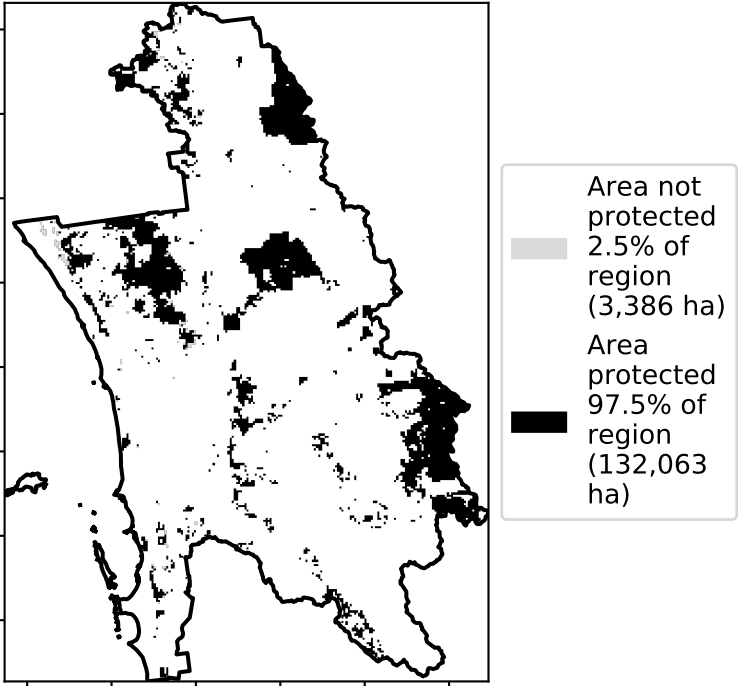 Area not
protected
2.5% of
region
(3,386 ha)
Area
protected
97.5% of
region
(132,063
ha)